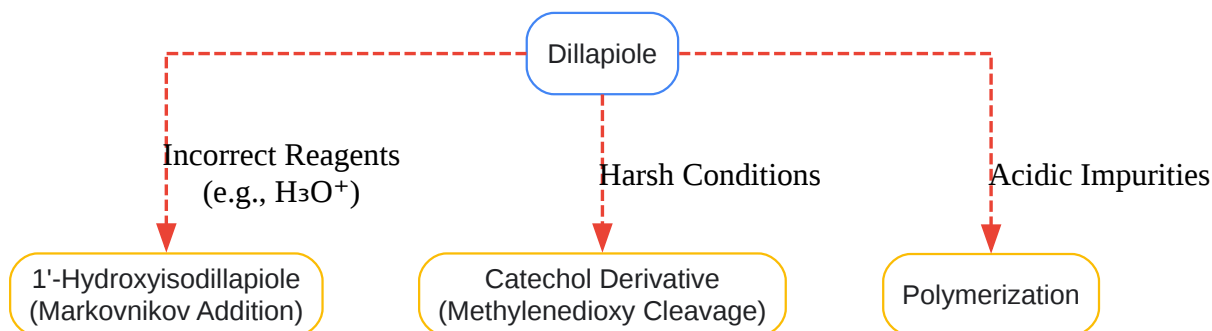 Dillapiole
Incorrect Reagents
(e.g., H₃O⁺)
Harsh Conditions
Acidic Impurities
1'-Hydroxyisodillapiole
(Markovnikov Addition)
Catechol Derivative
(Methylenedioxy Cleavage)
Polymerization